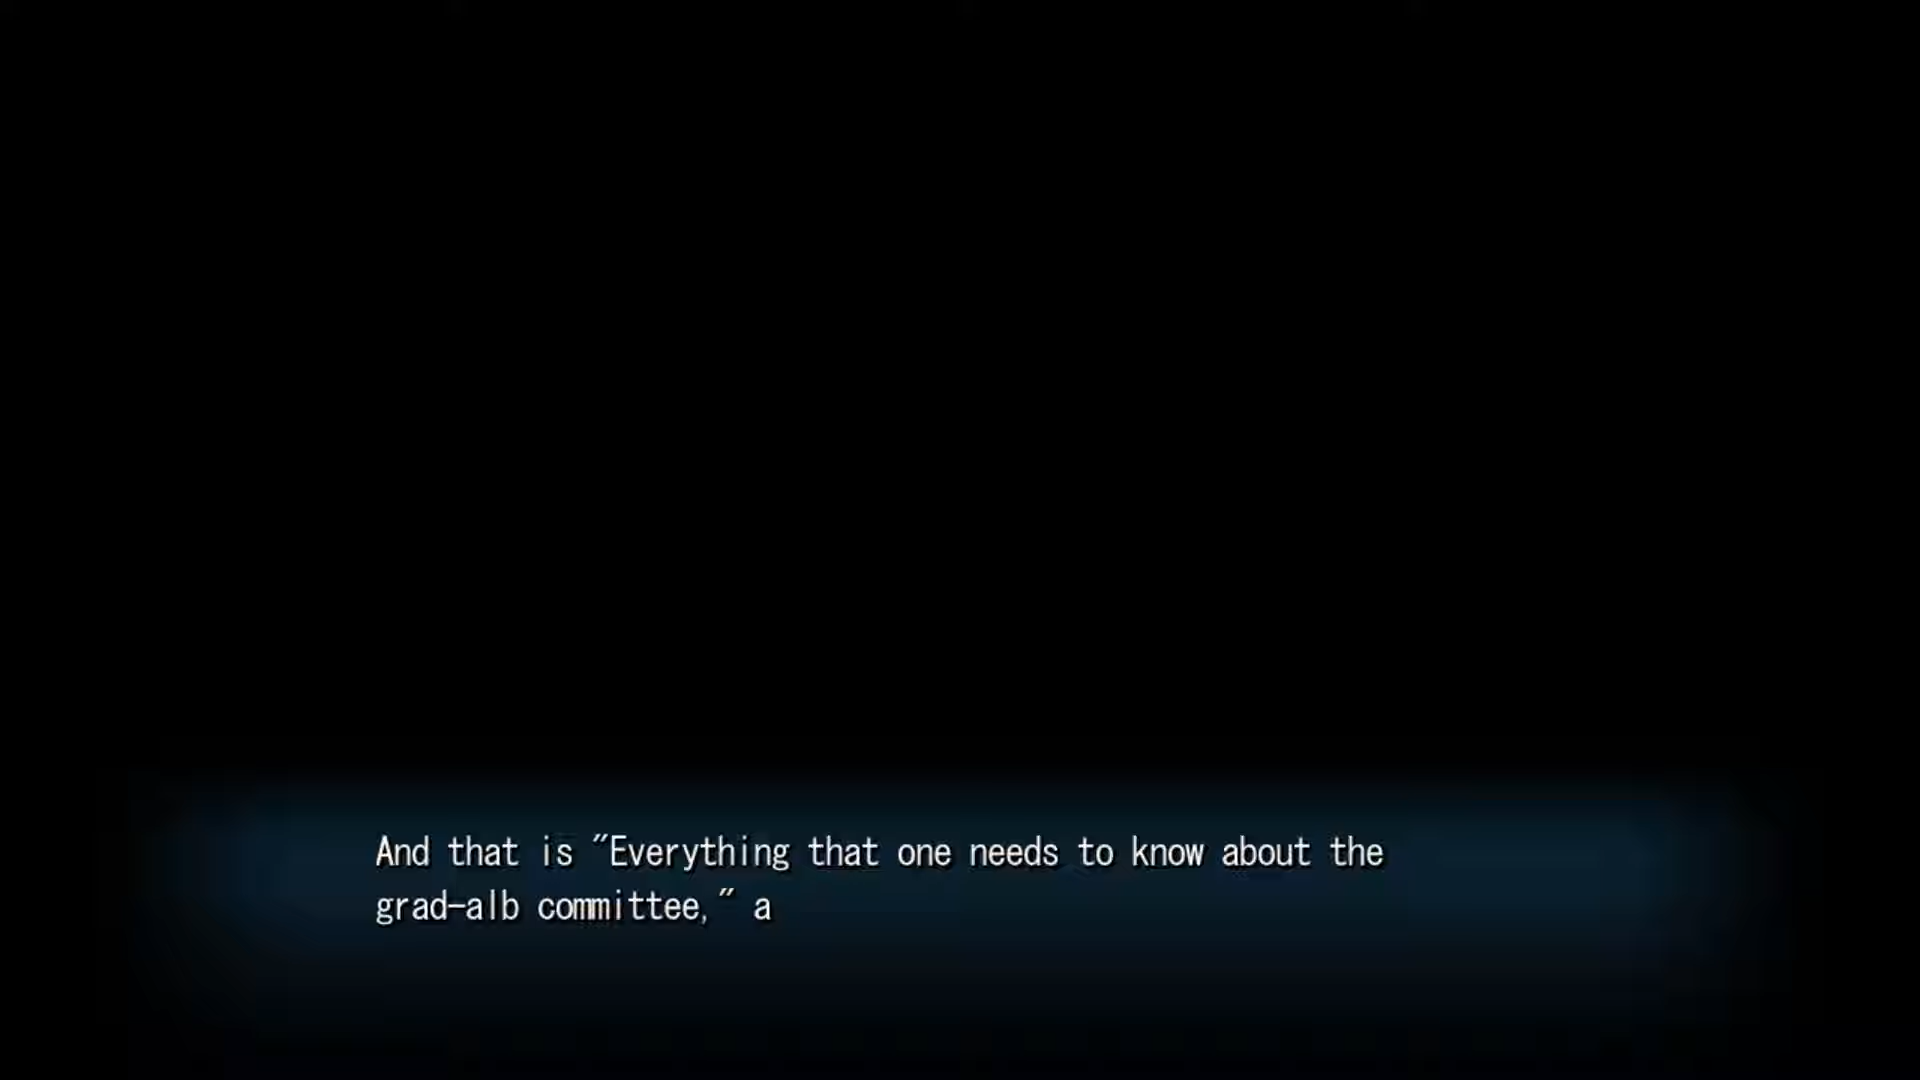 And that is "Everything that one needs to know about the
grad-alb committee," a